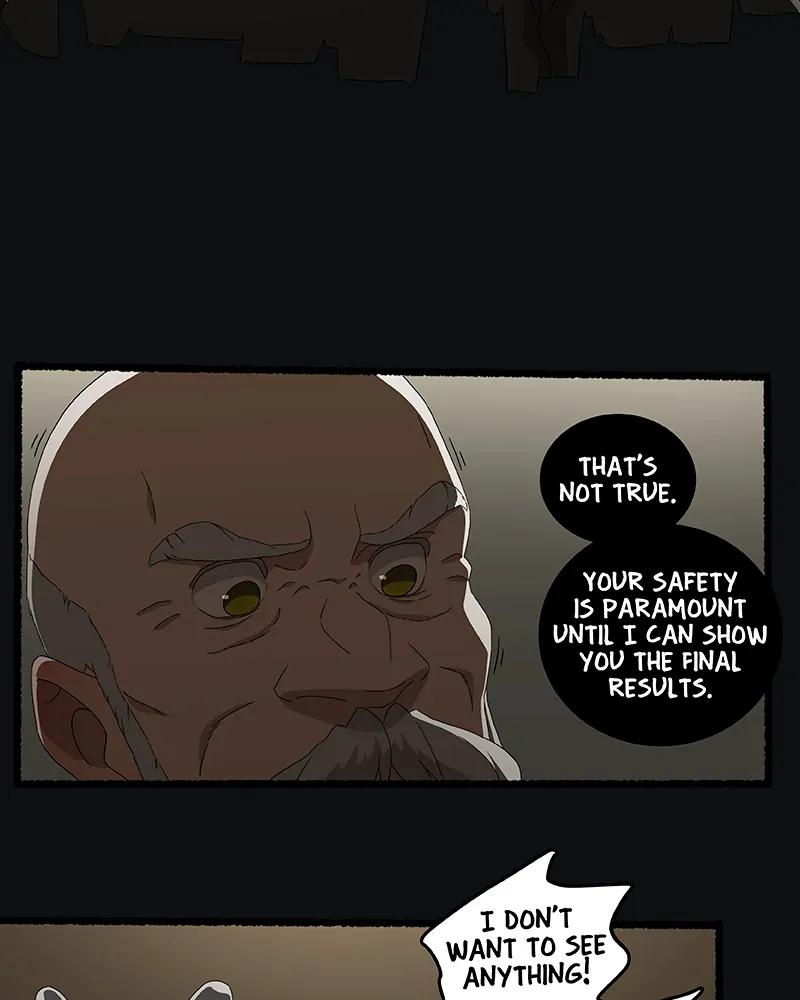 THAT'S
NOT TRUE.
YOUR SAFETY
IS PARAMOUNT
UNTIL I CAN SHOW
YOU THE FINAL
RESULTS.
I DON'T
WANT TO SEE
ANYTHING!